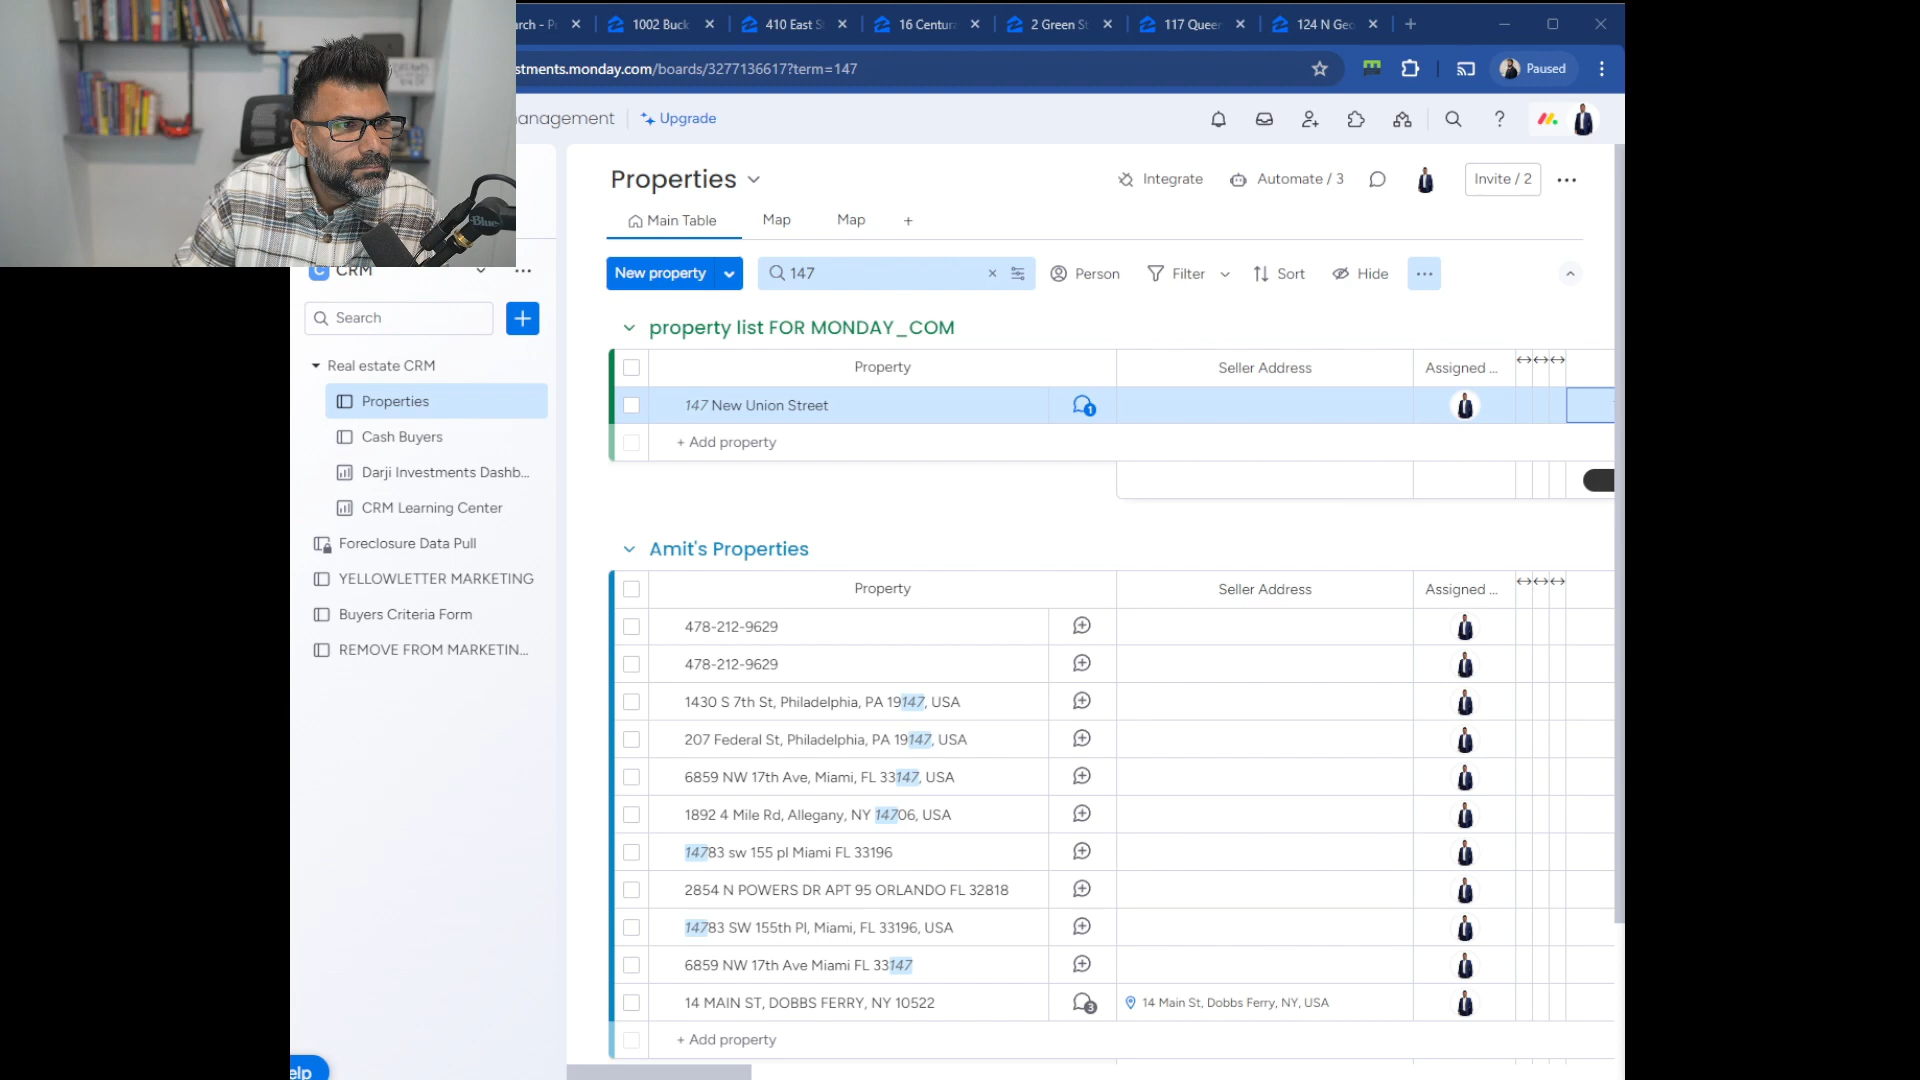 rch - P
1002 Buck
410 East S
16 Centur
2 Green St
117 Queen
124 N Geo
stments.monday.com/boards/3277136617?term=147
Paused
anagement
Upgrade
Properties
Integrate
Automate / 3
Invite / 2
Main Table
Map
Map
New property
147
Person
Filter
Sort
Hide
CRM
Search
Real estate CRM
Properties
Cash Buyers
Darji Investments Dashb...
CRM Learning Center
Foreclosure Data Pull
YELLOWLETTER MARKETING
Buyers Criteria Form
REMOVE FROM MARKETIN...
elp
property list FOR MONDAY_COM
Property
Seller Address
Assigned ...
147 New Union Street
1
+ Add property
Amit's Properties
Property
Seller Address
Assigned ...
478-212-9629
478-212-9629
1430 S 7th St, Philadelphia, PA 19147, USA
207 Federal St, Philadelphia, PA 19147, USA
6859 NW 17th Ave, Miami, FL 33147, USA
1892 4 Mile Rd, Allegany, NY 14706, USA
14783 sw 155 pl Miami FL 33196
2854 N POWERS DR APT 95 ORLANDO FL 32818
14783 SW 155th Pl, Miami, FL 33196, USA
6859 NW 17th Ave Miami FL 33147
14 MAIN ST, DOBBS FERRY, NY 10522
3
14 Main St, Dobbs Ferry, NY, USA
+ Add property
Blue